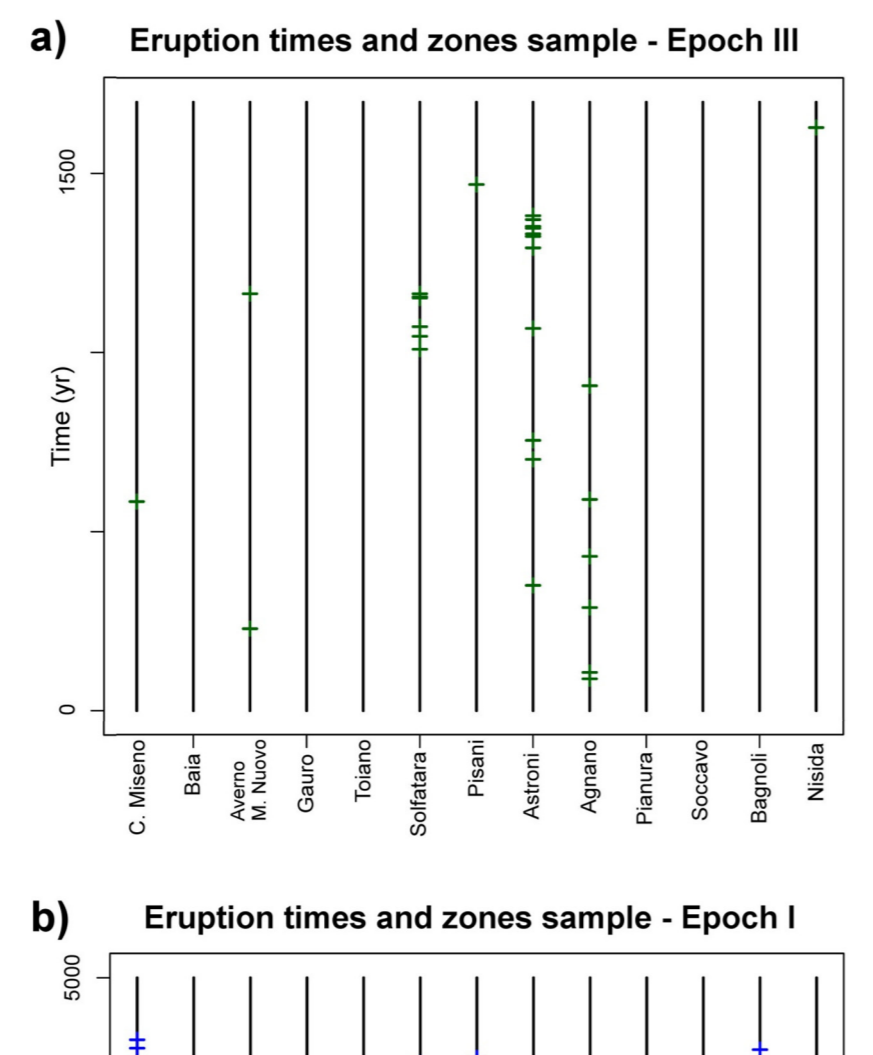 a)
Eruption times and zones sample - Epoch III
1500
Time (yr)
0
C. Miseno
Baia
Averno
M. Nuovo
Gauro
Toiano
Solfatara
Pisani
Astroni
Agnano
Pianura
Soccavo
Bagnoli
Nisida
b)
Eruption times and zones sample - Epoch I
5000